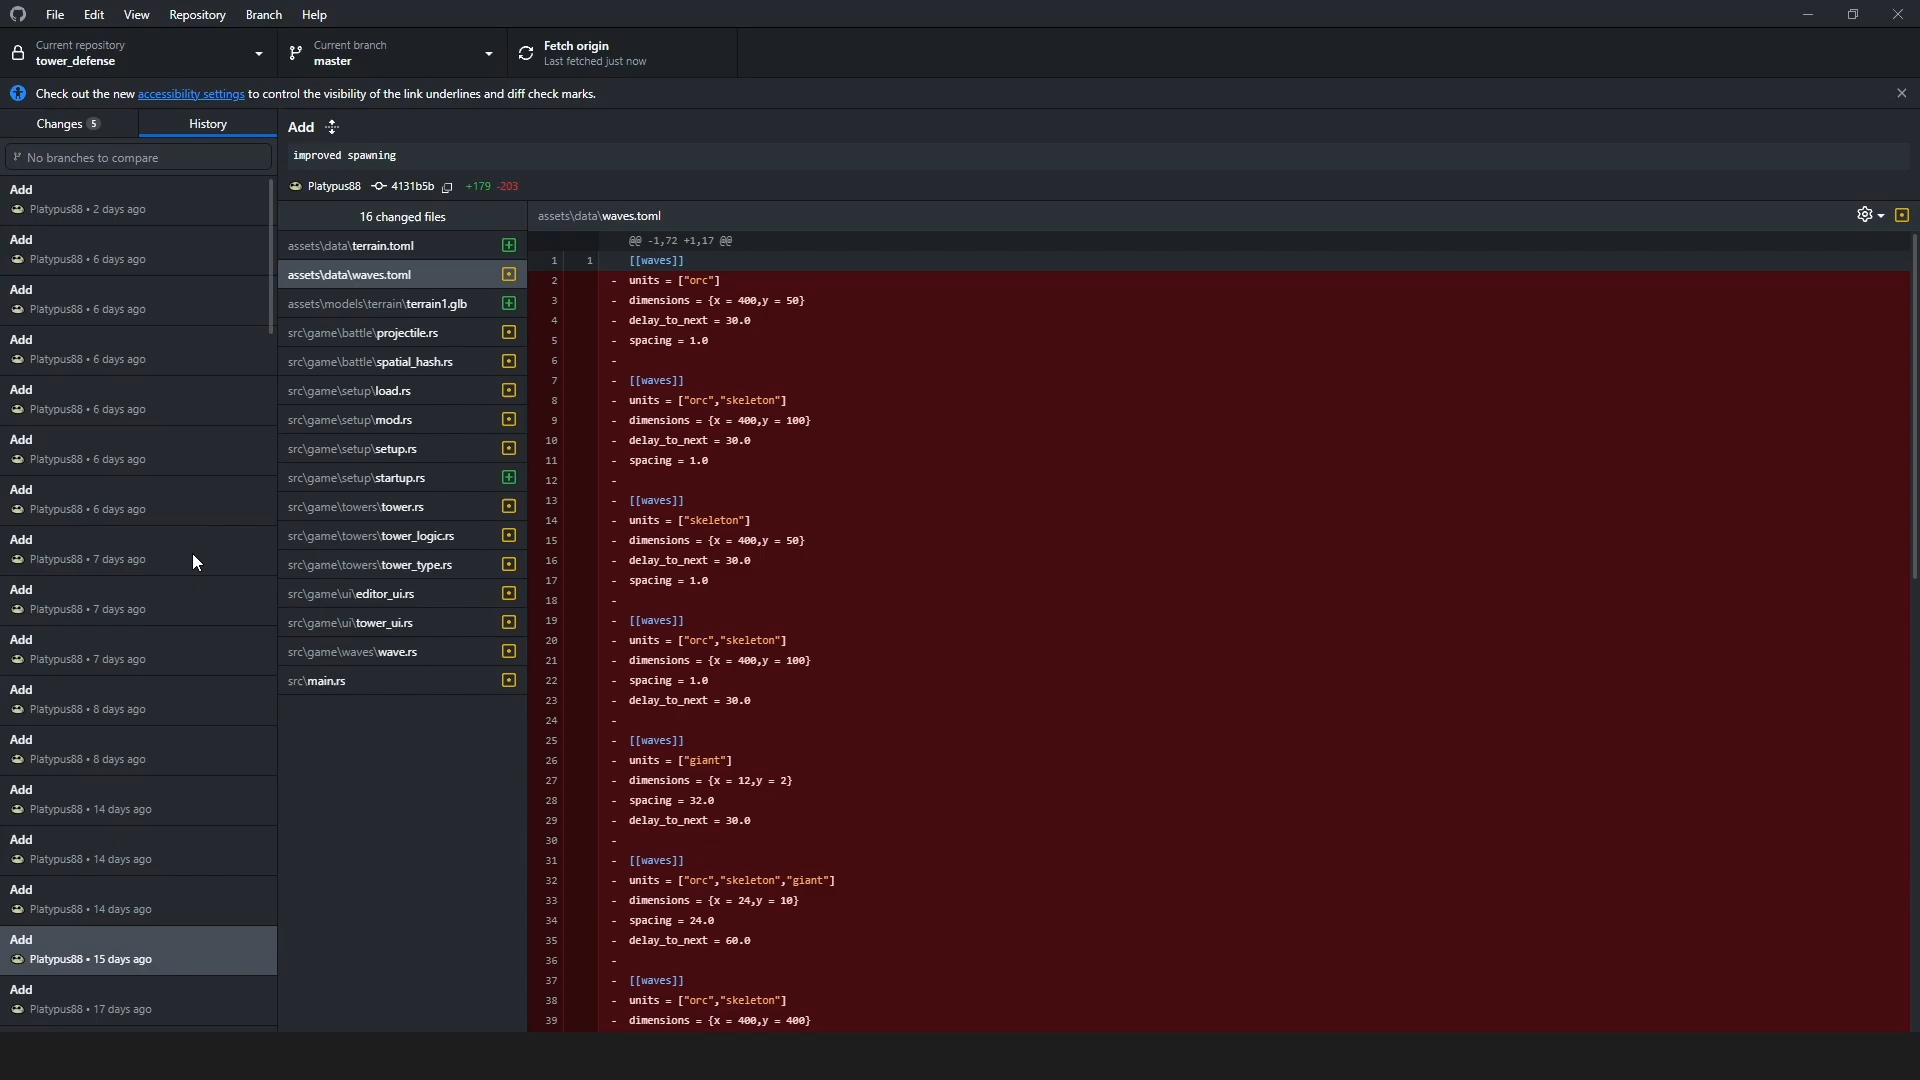 File Edit View Repository Branch Help
Current repository
tower_defense
Current branch
master
Fetch origin
Last fetched just now
Check out the new accessibility settings to control the visibility of the link underlines and diff check marks.
Changes 5
History
No branches to compare
Add
Platypus88 • 2 days ago
Add
Platypus88 • 6 days ago
Add
Platypus88 • 6 days ago
Add
Platypus88 • 6 days ago
Add
Platypus88 • 6 days ago
Add
Platypus88 • 6 days ago
Add
Platypus88 • 6 days ago
Add
Platypus88 • 7 days ago
Add
Platypus88 • 7 days ago
Add
Platypus88 • 7 days ago
Add
Platypus88 • 8 days ago
Add
Platypus88 • 8 days ago
Add
Platypus88 • 14 days ago
Add
Platypus88 • 14 days ago
Add
Platypus88 • 14 days ago
Add
Platypus88 • 15 days ago
Add
Platypus88 • 17 days ago
Add
improved spawning
Platypus88 4131b5b +179 -203
16 changed files
assets\data\terrain.toml
assets\data\waves.toml
assets\models\terrain\terrain1.glb
src\game\battle\projectile.rs
src\game\battle\spatial_hash.rs
src\game\setup\load.rs
src\game\setup\mod.rs
src\game\setup\setup.rs
src\game\setup\startup.rs
src\game\towers\tower.rs
src\game\towers\tower_logic.rs
src\game\towers\tower_type.rs
src\game\ui\editor_ui.rs
src\game\ui\tower_ui.rs
src\game\waves\wave.rs
src\main.rs
assets\data\waves.toml
@@ -1,72 +1,17 @@
1 1 [[waves]]
2 - units = ["orc"]
3 - dimensions = {x = 400,y = 50}
4 - delay_to_next = 30.0
5 - spacing = 1.0
6 -
7 - [[waves]]
8 - units = ["orc","skeleton"]
9 - dimensions = {x = 400,y = 100}
10 - delay_to_next = 30.0
11 - spacing = 1.0
12 -
13 - [[waves]]
14 - units = ["skeleton"]
15 - dimensions = {x = 400,y = 50}
16 - delay_to_next = 30.0
17 - spacing = 1.0
18 -
19 - [[waves]]
20 - units = ["orc","skeleton"]
21 - dimensions = {x = 400,y = 100}
22 - spacing = 1.0
23 - delay_to_next = 30.0
24 -
25 - [[waves]]
26 - units = ["giant"]
27 - dimensions = {x = 12,y = 2}
28 - spacing = 32.0
29 - delay_to_next = 30.0
30 -
31 - [[waves]]
32 - units = ["orc","skeleton","giant"]
33 - dimensions = {x = 24,y = 10}
34 - spacing = 24.0
35 - delay_to_next = 60.0
36 -
37 - [[waves]]
38 - units = ["orc","skeleton"]
39 - dimensions = {x = 400,y = 400}